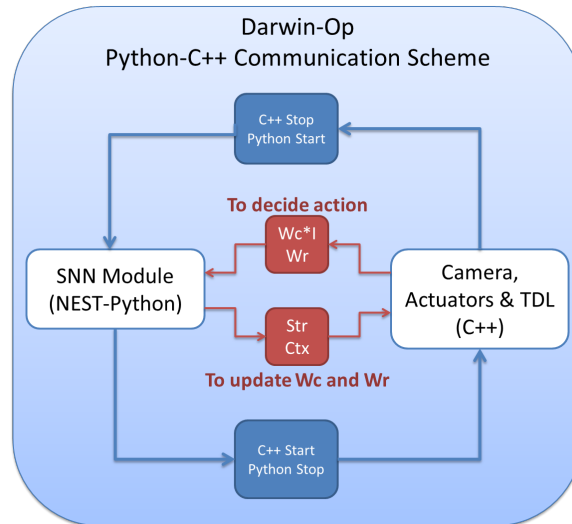 Darwin-Op
Python-C++ Communication Scheme
C++ Stop
Python Start
To decide action
Wc*I
Wr
SNN Module
(NEST-Python)
Camera,
Actuators & TDL
(C++)
Str
Ctx
To update Wc and Wr
C++ Start
Python Stop